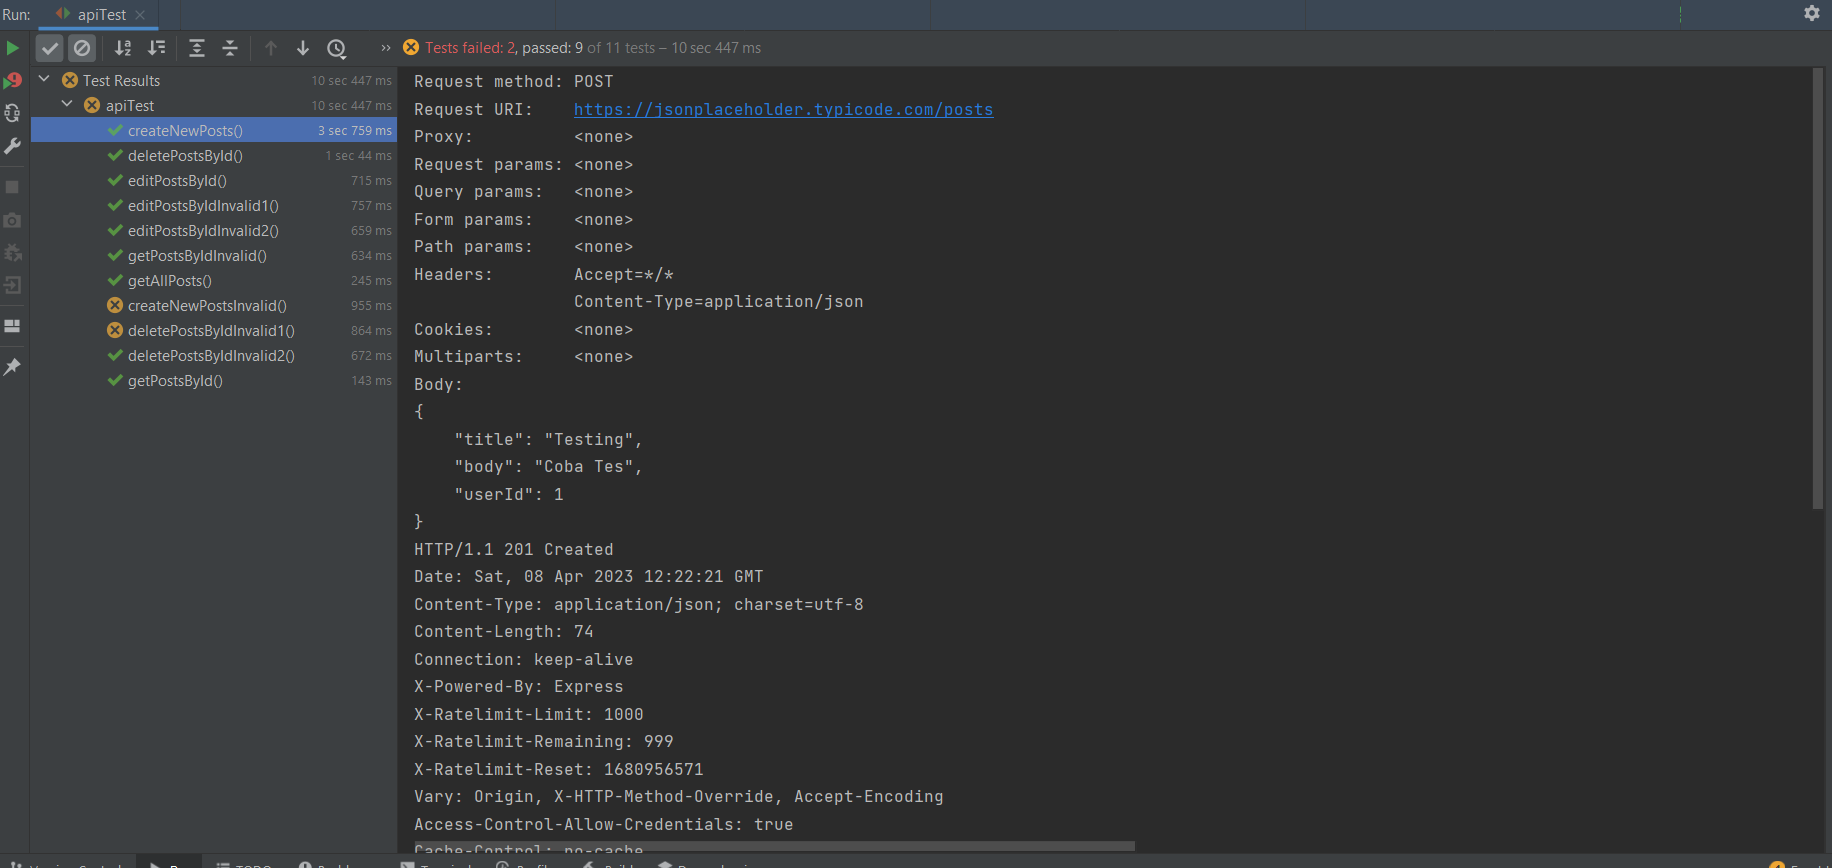 Run: apiTest
Tests failed: 2, passed: 9 of 11 tests – 10 sec 447 ms
Test Results 10 sec 447 ms
apiTest 10 sec 447 ms
createNewPosts() 3 sec 759 ms
deletePostsById() 1 sec 44 ms
editPostsById() 715 ms
editPostsByIdInvalid1() 757 ms
editPostsByIdInvalid2() 659 ms
getPostsByIdInvalid() 634 ms
getAllPosts() 245 ms
createNewPostsInvalid() 955 ms
deletePostsByIdInvalid1() 864 ms
deletePostsByIdInvalid2() 672 ms
getPostsById() 143 ms
Request method: POST
Request URI: https://jsonplaceholder.typicode.com/posts
Proxy: <none>
Request params: <none>
Query params: <none>
Form params: <none>
Path params: <none>
Headers: Accept=*/*
Content-Type=application/json
Cookies: <none>
Multiparts: <none>
Body:
{
"title": "Testing",
"body": "Coba Tes",
"userId": 1
}
HTTP/1.1 201 Created
Date: Sat, 08 Apr 2023 12:22:21 GMT
Content-Type: application/json; charset=utf-8
Content-Length: 74
Connection: keep-alive
X-Powered-By: Express
X-Ratelimit-Limit: 1000
X-Ratelimit-Remaining: 999
X-Ratelimit-Reset: 1680956571
Vary: Origin, X-HTTP-Method-Override, Accept-Encoding
Access-Control-Allow-Credentials: true
Cache-Control: no-cache